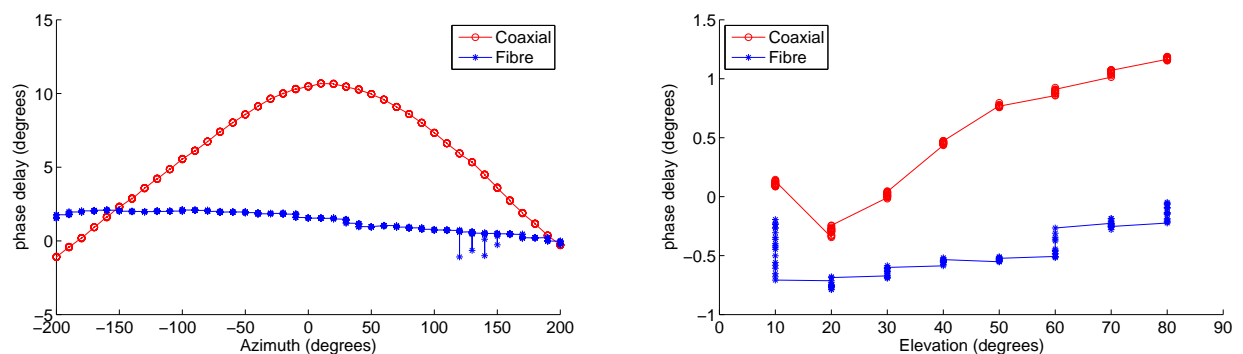 15
10
5
0
−5
phase delay (degrees)
−200 −150 −100 −50 0 50 100 150 200
Azimuth (degrees)
Coaxial
Fibre
1.5
1
0.5
0
−0.5
−1
phase delay (degrees)
0 10 20 30 40 50 60 70 80 90
Elevation (degrees)
Coaxial
Fibre